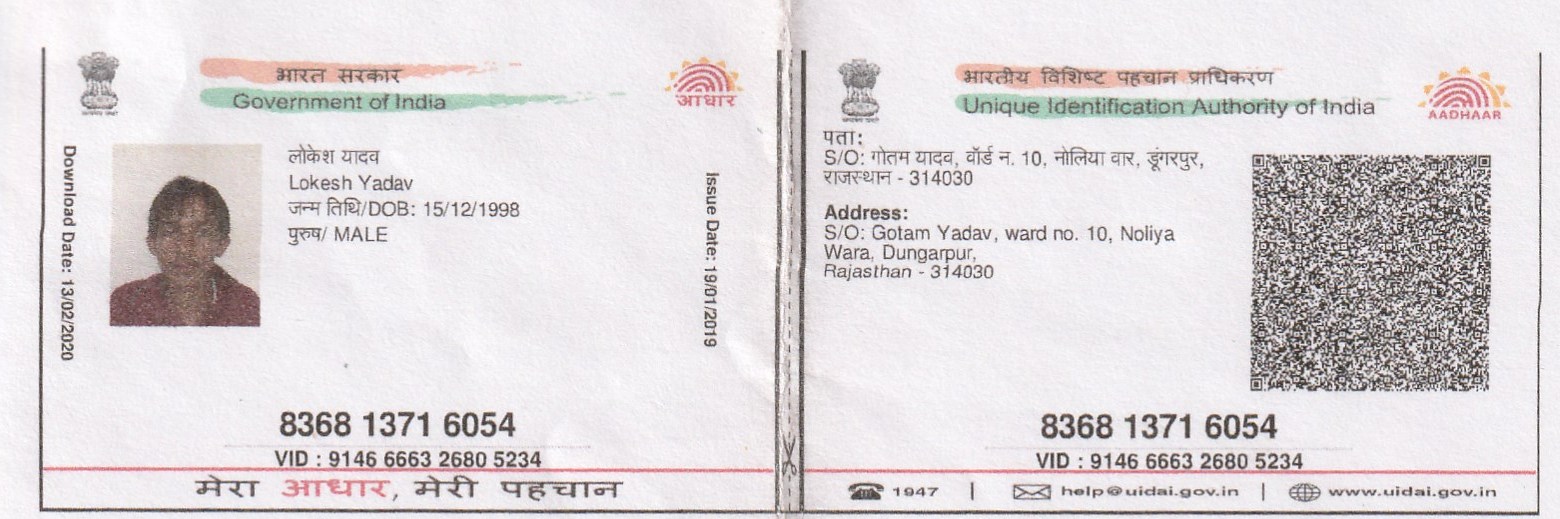 भारत सरकार
Government of India
आधार
Download Date: 13/02/2020
लोकेश यादव
Lokesh Yadav
जन्म तिथि/DOB: 15/12/1998
पुरुष/ MALE
Issue Date: 19/01/2019
8368 1371 6054
VID : 9146 6663 2680 5234
मेरा आधार, मेरी पहचान
भारतीय विशिष्ट पहचान प्राधिकरण
Unique Identification Authority of India
AADHAAR
पता:
S/O: गोतम यादव, वॉर्ड न. 10, नोलिया वार, डूंगरपुर,
राजस्थान - 314030
Address:
S/O: Gotam Yadav, ward no. 10, Noliya
Wara, Dungarpur,
Rajasthan - 314030
8368 1371 6054
VID : 9146 6663 2680 5234
1947 | help@uidai.gov.in | www.uidai.gov.in